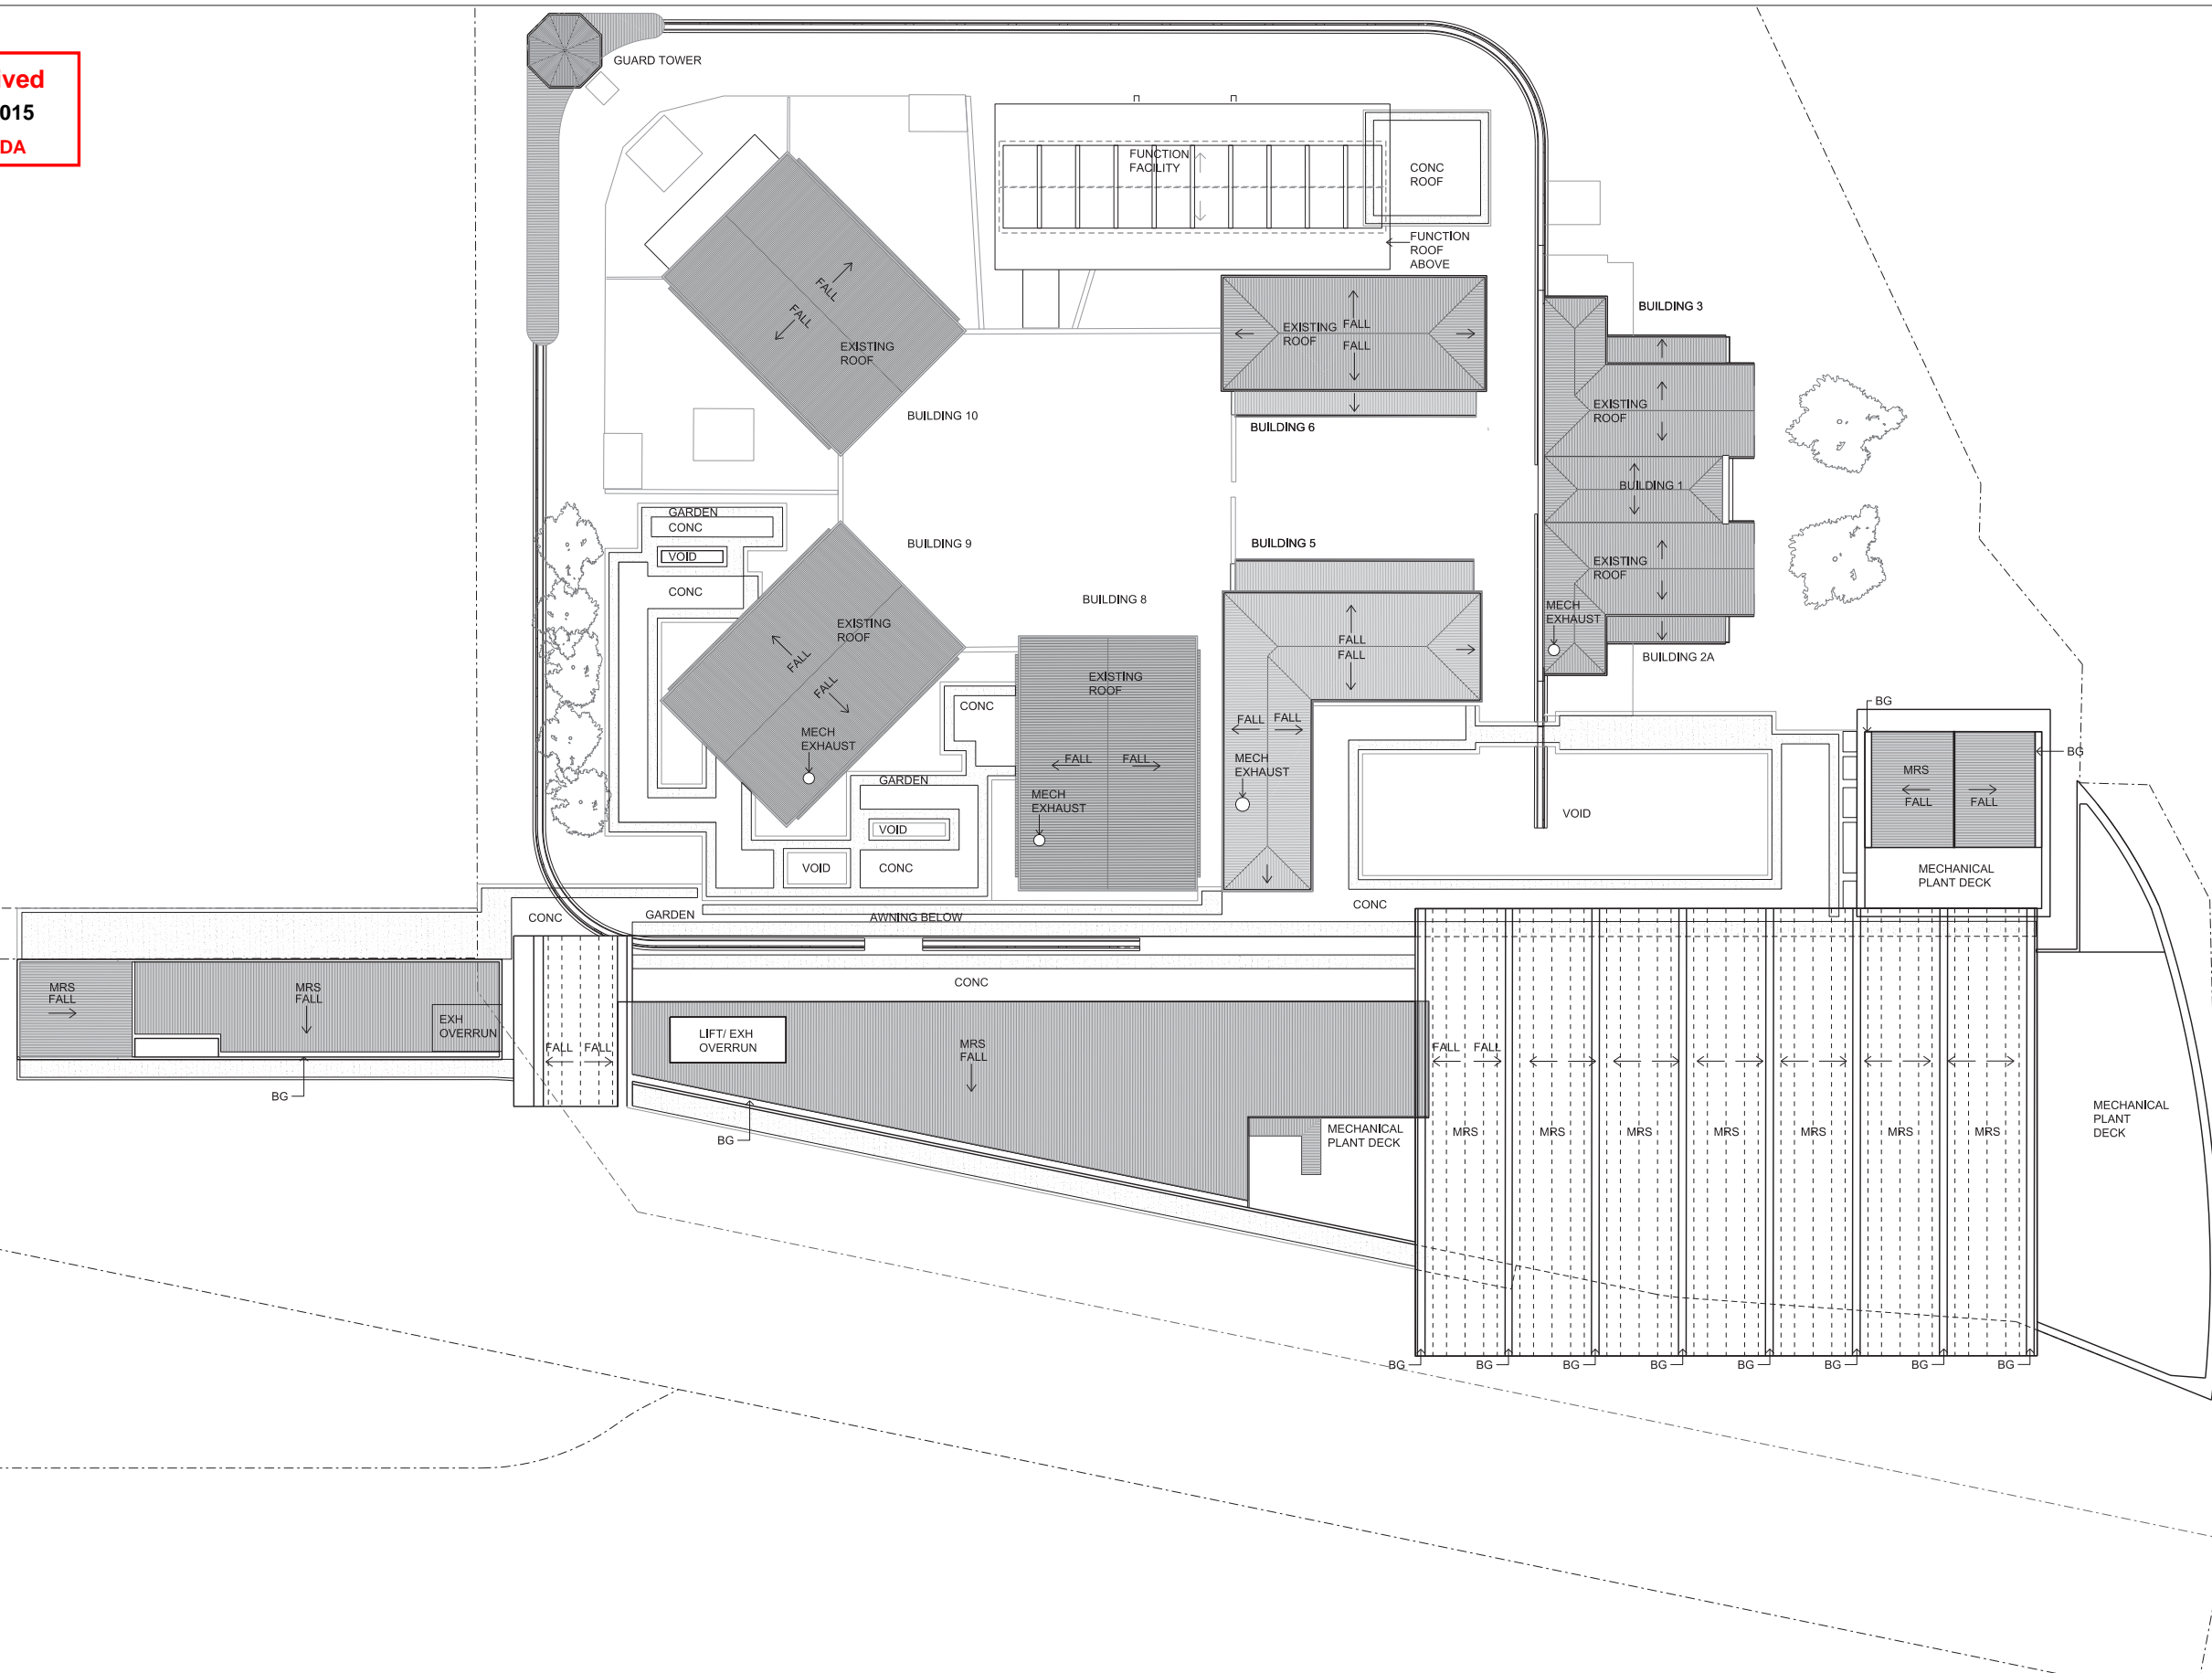 ved
015
DA
GUARD TOWER
FUNCTION
FACILITY
CONC
ROOF
FUNCTION
ROOF
ABOVE
FALL
FALL
EXISTING
ROOF
BUILDING 10
EXISTING
ROOF
FALL
FALL
BUILDING 6
BUILDING 3
EXISTING
ROOF
BUILDING 1
EXISTING
ROOF
MECH
EXHAUST
BUILDING 2A
GARDEN
CONC
VOID
CONC
BUILDING 9
EXISTING
ROOF
FALL
FALL
MECH
EXHAUST
BUILDING 8
EXISTING
ROOF
FALL
FALL
MECH
EXHAUST
BUILDING 5
FALL
FALL
FALL
FALL
MECH
EXHAUST
CONC
GARDEN
VOID
VOID
CONC
VOID
BG
BG
MRS
FALL
FALL
MECHANICAL
PLANT DECK
CONC
GARDEN
AWNING BELOW
CONC
CONC
MRS
FALL
MRS
FALL
EXH
OVERRUN
BG
FALL
FALL
LIFT/ EXH
OVERRUN
MRS
FALL
BG
MECHANICAL
PLANT DECK
FALL
FALL
MRS
MRS
MRS
MRS
MRS
MRS
MRS
MECHANICAL
PLANT
DECK
BG
BG
BG
BG
BG
BG
BG
BG